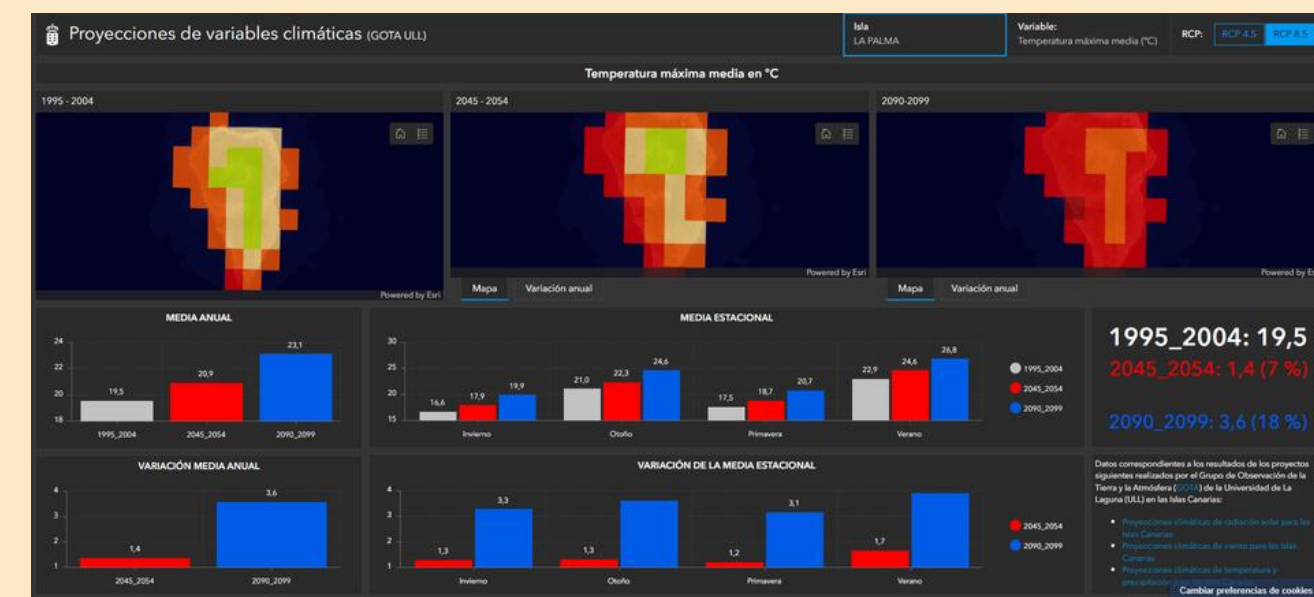 Proyecciones de variables climáticas (GOTA ULL)
Isla
LA PALMA
Variable:
Temperatura máxima media (°C)
RCP:
RCP 4.5
RCP 8.5
Temperatura máxima media en °C
1995 - 2004
2045 - 2054
2090-2099
Powered by Esri
Powered by Esri
Powered by Es
Mapa
Variación anual
Mapa
Variación anual
MEDIA ANUAL
24
22
20
18
19,5
20,9
23,1
1995_2004
2045_2054
2090_2099
MEDIA ESTACIONAL
30
25
20
15
16,6
17,9
19,9
21,0
22,3
24,6
17,5
18,7
20,7
22,9
24,6
26,8
Invierno
Otoño
Primavera
Verano
1995_2004
2045_2054
2090_2099
1995_2004: 19,5
2045_2054: 1,4 (7 %)
2090_2099: 3,6 (18 %)
VARIACIÓN MEDIA ANUAL
4
3
2
1
1,4
3,6
2045_2054
2090_2099
VARIACIÓN DE LA MEDIA ESTACIONAL
4
3
2
1
1,3
3,3
1,3
1,2
3,1
1,7
Invierno
Otoño
Primavera
Verano
2045_2054
2090_2099
Datos correspondientes a los resultados de los proyectos
siguientes realizados por el Grupo de Observación de la
Tierra y la Atmósfera (GOTA) de la Universidad de La
Laguna (ULL) en las Islas Canarias:
Proyecciones climáticas de radiación solar para las
Islas Canarias
Proyecciones climáticas de viento para las Islas
Canarias
Proyecciones climáticas de temperatura y
precipitación
Cambiar preferencias de cookies